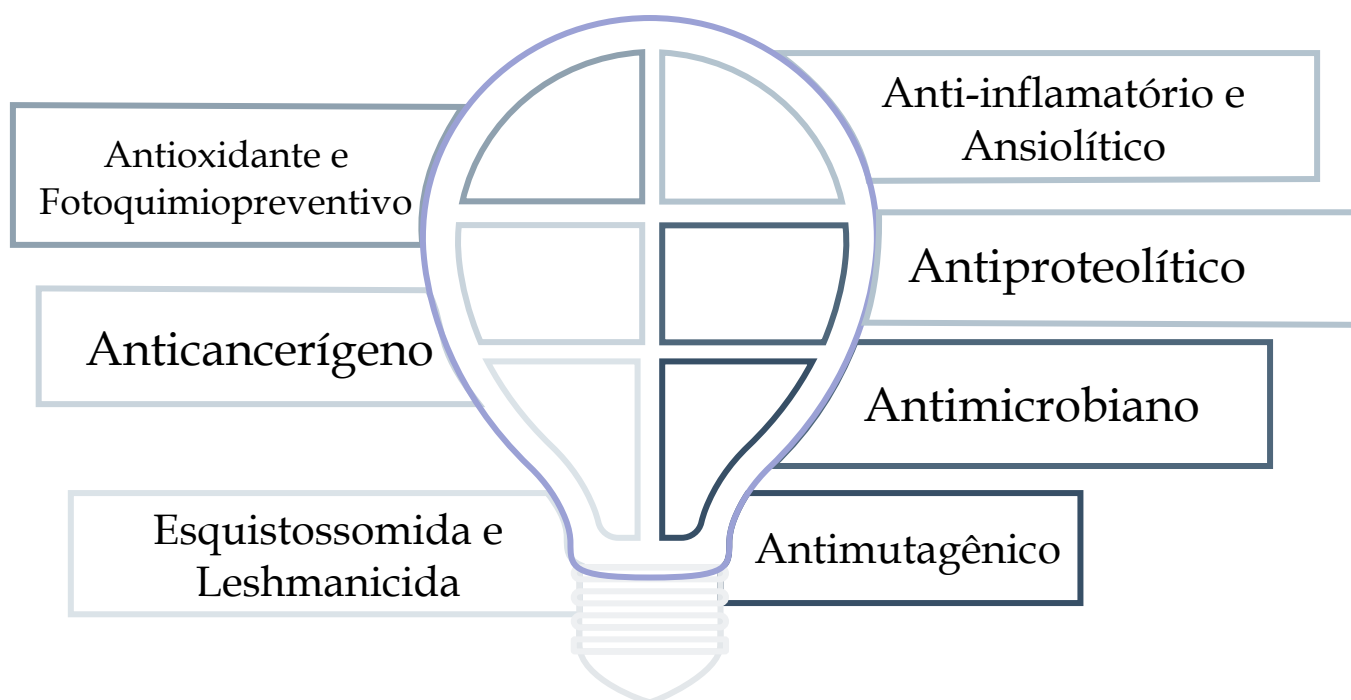 Antioxidante e
Fotoquimiopreventivo
Anticancerígeno
Esquistossomida e
Leshmanicida
Anti-inflamatório e
Ansiolítico
Antiproteolítico
Antimicrobiano
Antimutagênico